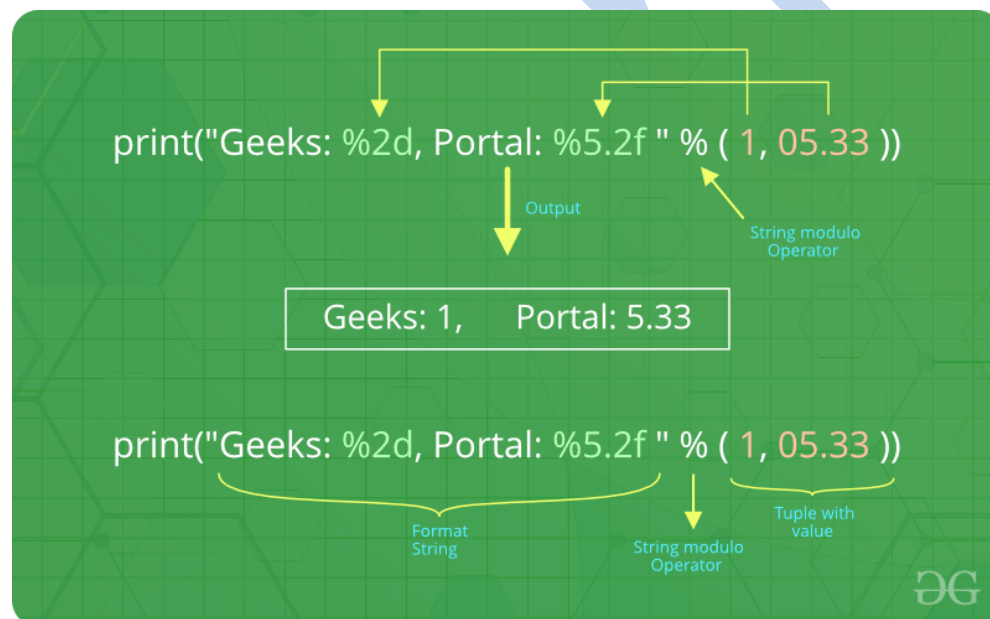 print("Geeks: %2d, Portal: %5.2f " % ( 1, 05.33 ))
Output
String modulo
Operator
Geeks: 1, Portal: 5.33
print("Geeks: %2d, Portal: %5.2f " % ( 1, 05.33 ))
Format
String
String modulo
Operator
Tuple with
value